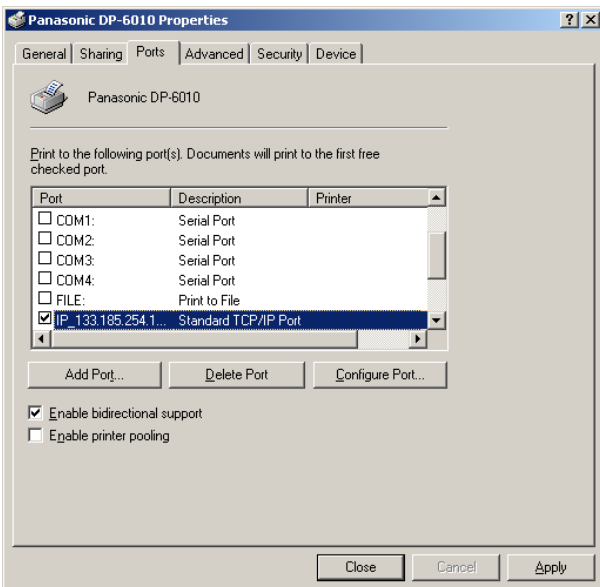 Panasonic DP-6010 Properties
General Sharing Ports Advanced Security Device
Panasonic DP-6010
Print to the following port(s). Documents will print to the first free
checked port.
Port Description Printer
COM1: Serial Port
COM2: Serial Port
COM3: Serial Port
COM4: Serial Port
FILE: Print to File
IP_133.185.254.1... Standard TCP/IP Port
Add Port... Delete Port Configure Port...
Enable bidirectional support
Enable printer pooling
Close Cancel Apply